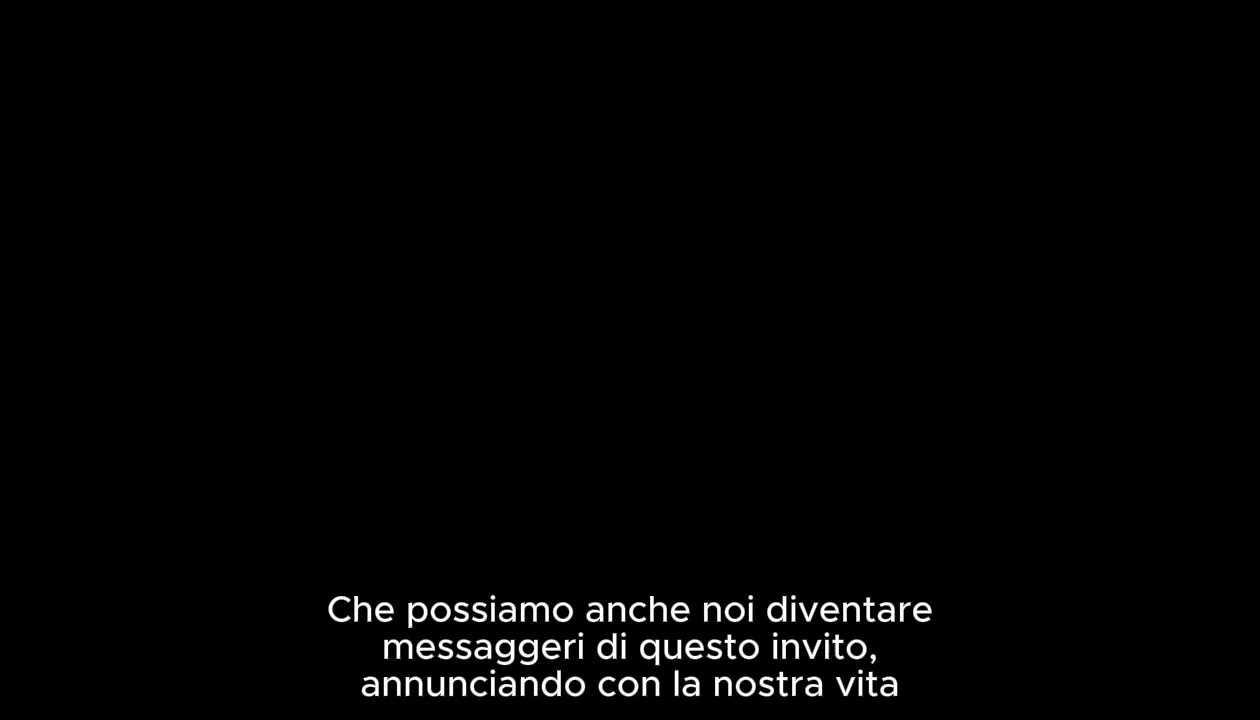 Che possiamo anche noi diventare
messaggeri di questo invito,
annunciando con la nostra vita